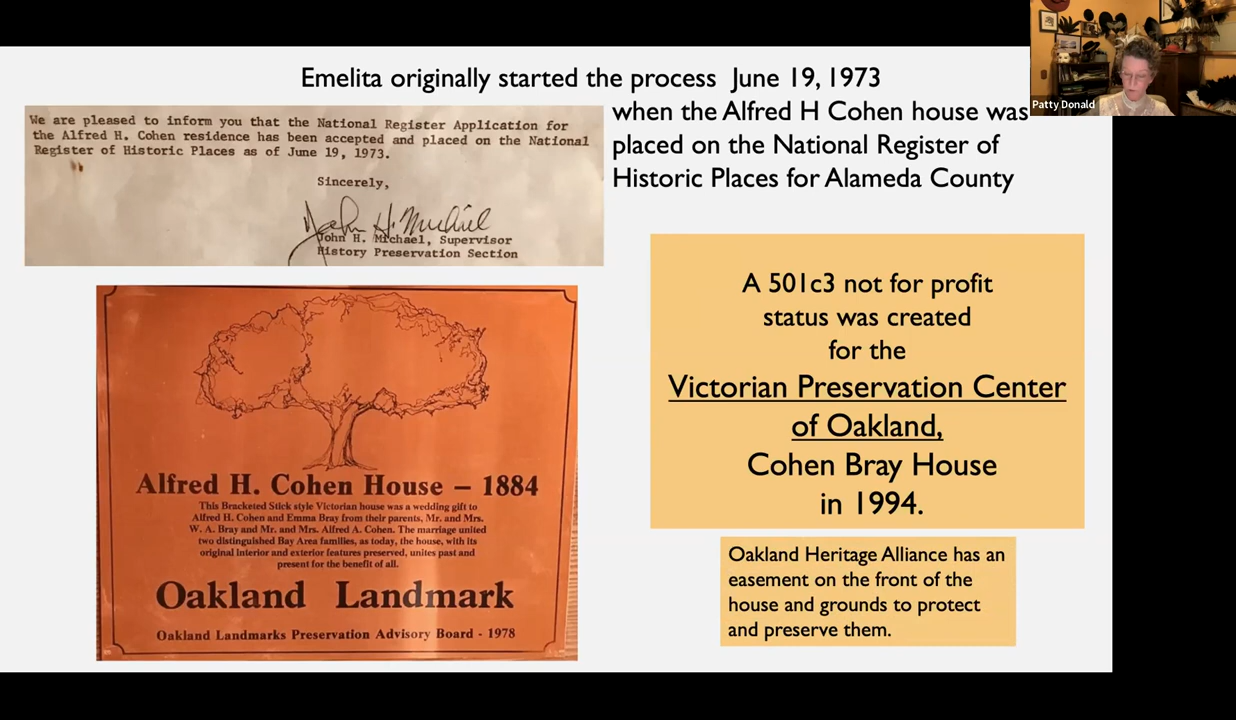 Emelita originally started the process June 19, 1973
when the Alfred H Cohen house was
placed on the National Register of
Historic Places for Alameda County
We are pleased to inform you that the National Register Application for
the Alfred H. Cohen residence has been accepted and placed on the National
Register of Historic Places as of June 19, 1973.
Sincerely,
John H. Michael
John H. Michael, Supervisor
History Preservation Section
Alfred H. Cohen House – 1884
This Bracketed Stick style Victorian house was a wedding gift to
Alfred H. Cohen and Emma Bray from their parents, Mr. and Mrs.
W. A. Bray and Mr. and Mrs. Alfred A. Cohen. The marriage united
two distinguished Bay Area families, as today, the house, with its
original interior and exterior features preserved, unites past and
present for the benefit of all.
Oakland Landmark
Oakland Landmarks Preservation Advisory Board - 1978
A 501c3 not for profit
status was created
for the
Victorian Preservation Center
of Oakland,
Cohen Bray House
in 1994.
Oakland Heritage Alliance has an
easement on the front of the
house and grounds to protect
and preserve them.
Patty Donald